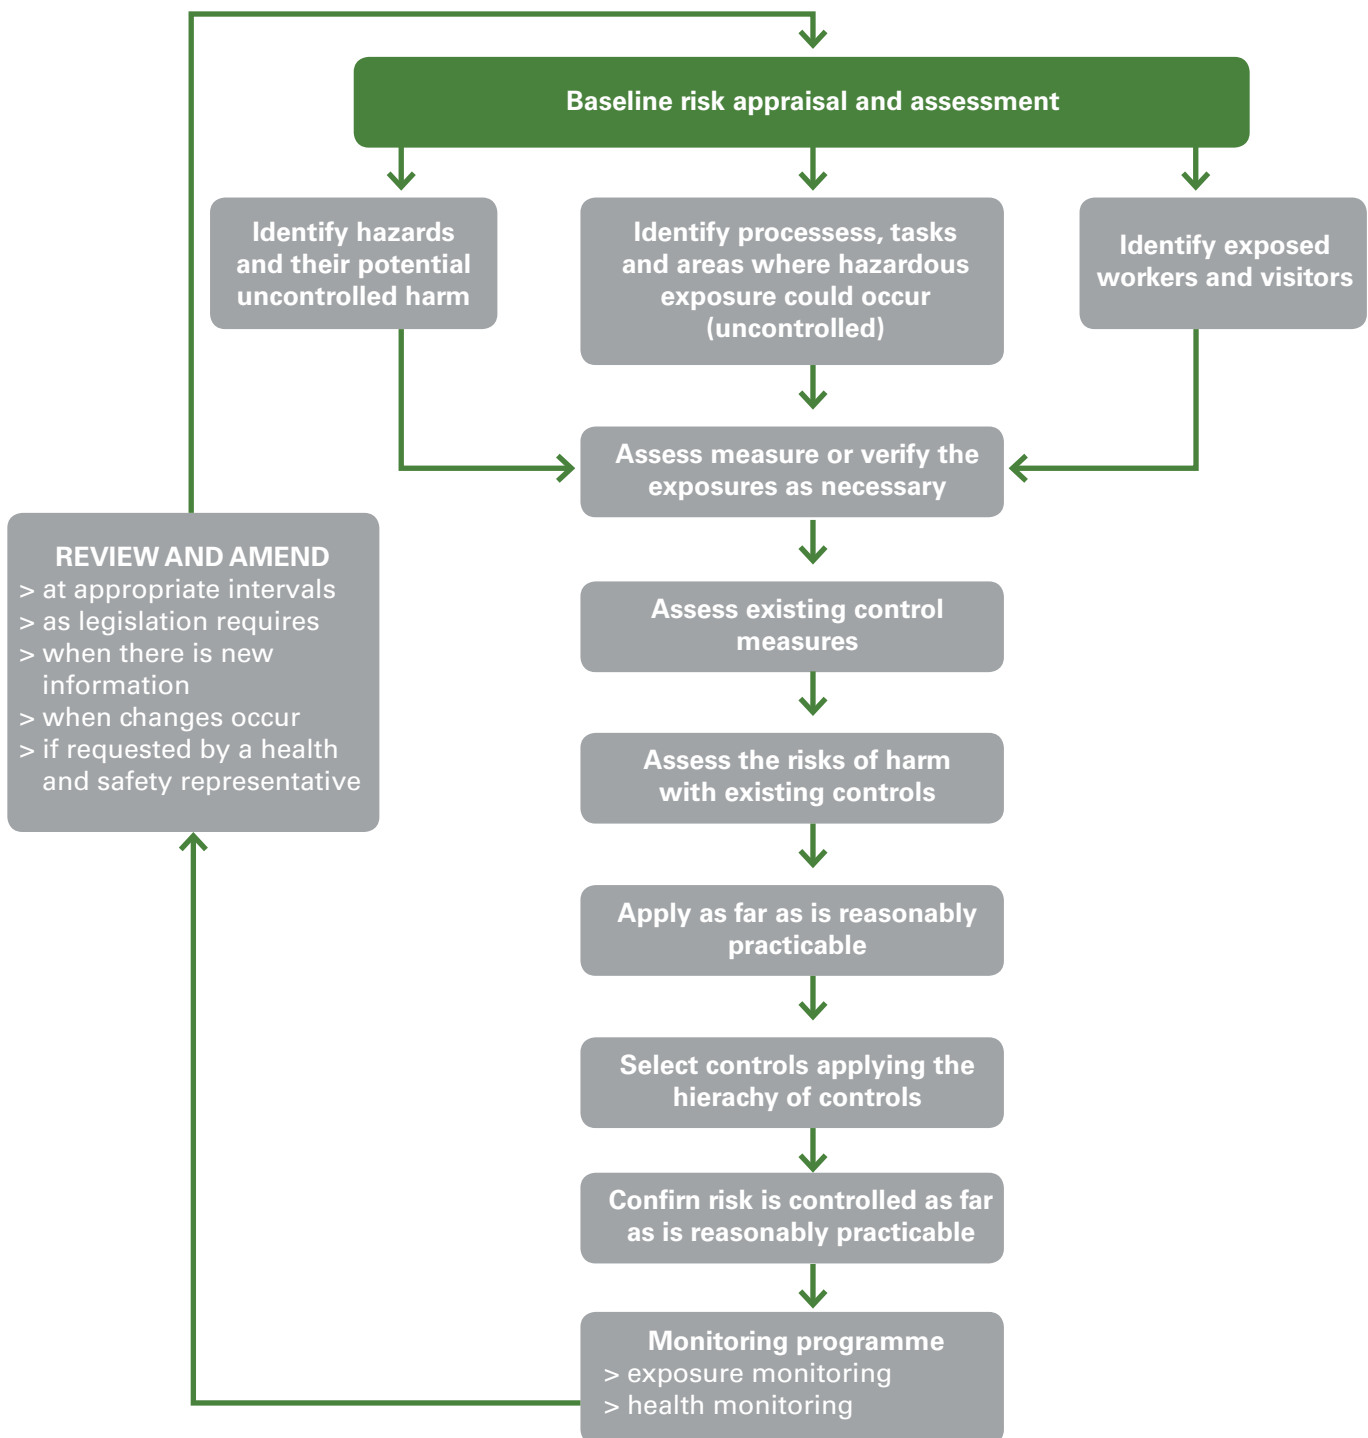 Baseline risk appraisal and assessment
Identify hazards
and their potential
uncontrolled harm
Identify processess, tasks
and areas where hazardous
exposure could occur
(uncontrolled)
Identify exposed
workers and visitors
Assess measure or verify the
exposures as necessary
Assess existing control
measures
Assess the risks of harm
with existing controls
Apply as far as is reasonably
practicable
Select controls applying the
hierachy of controls
Confirn risk is controlled as far
as is reasonably practicable
Monitoring programme
> exposure monitoring
> health monitoring
REVIEW AND AMEND
> at appropriate intervals
> as legislation requires
> when there is new
information
> when changes occur
> if requested by a health
and safety representative